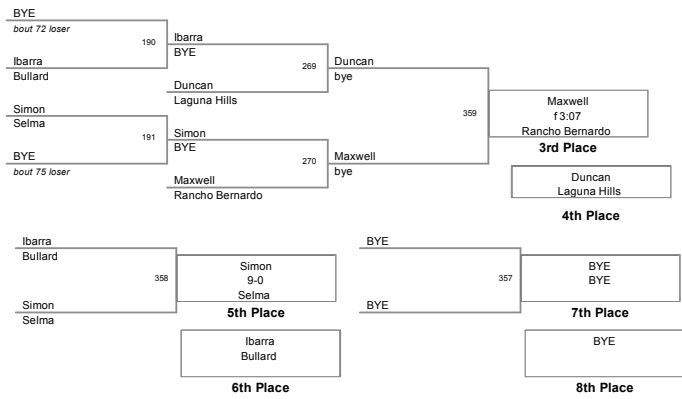 BYE
bout 72 loser
190
Ibarra
Bullard
Ibarra
BYE
269
Duncan
Laguna Hills
Duncan
bye
Simon
Selma
191
BYE
bout 75 loser
Simon
BYE
270
Maxwell
Rancho Bernardo
Maxwell
bye
359
Maxwell
f 3:07
Rancho Bernardo
3rd Place
Duncan
Laguna Hills
4th Place
Ibarra
Bullard
358
Simon
Selma
Simon
9-0
Selma
5th Place
Ibarra
Bullard
6th Place
BYE
357
BYE
BYE
BYE
7th Place
BYE
8th Place